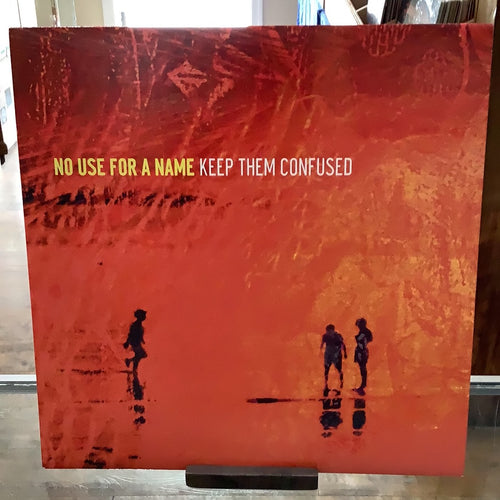 NO USE FOR A NAME KEEP THEM CONFUSED